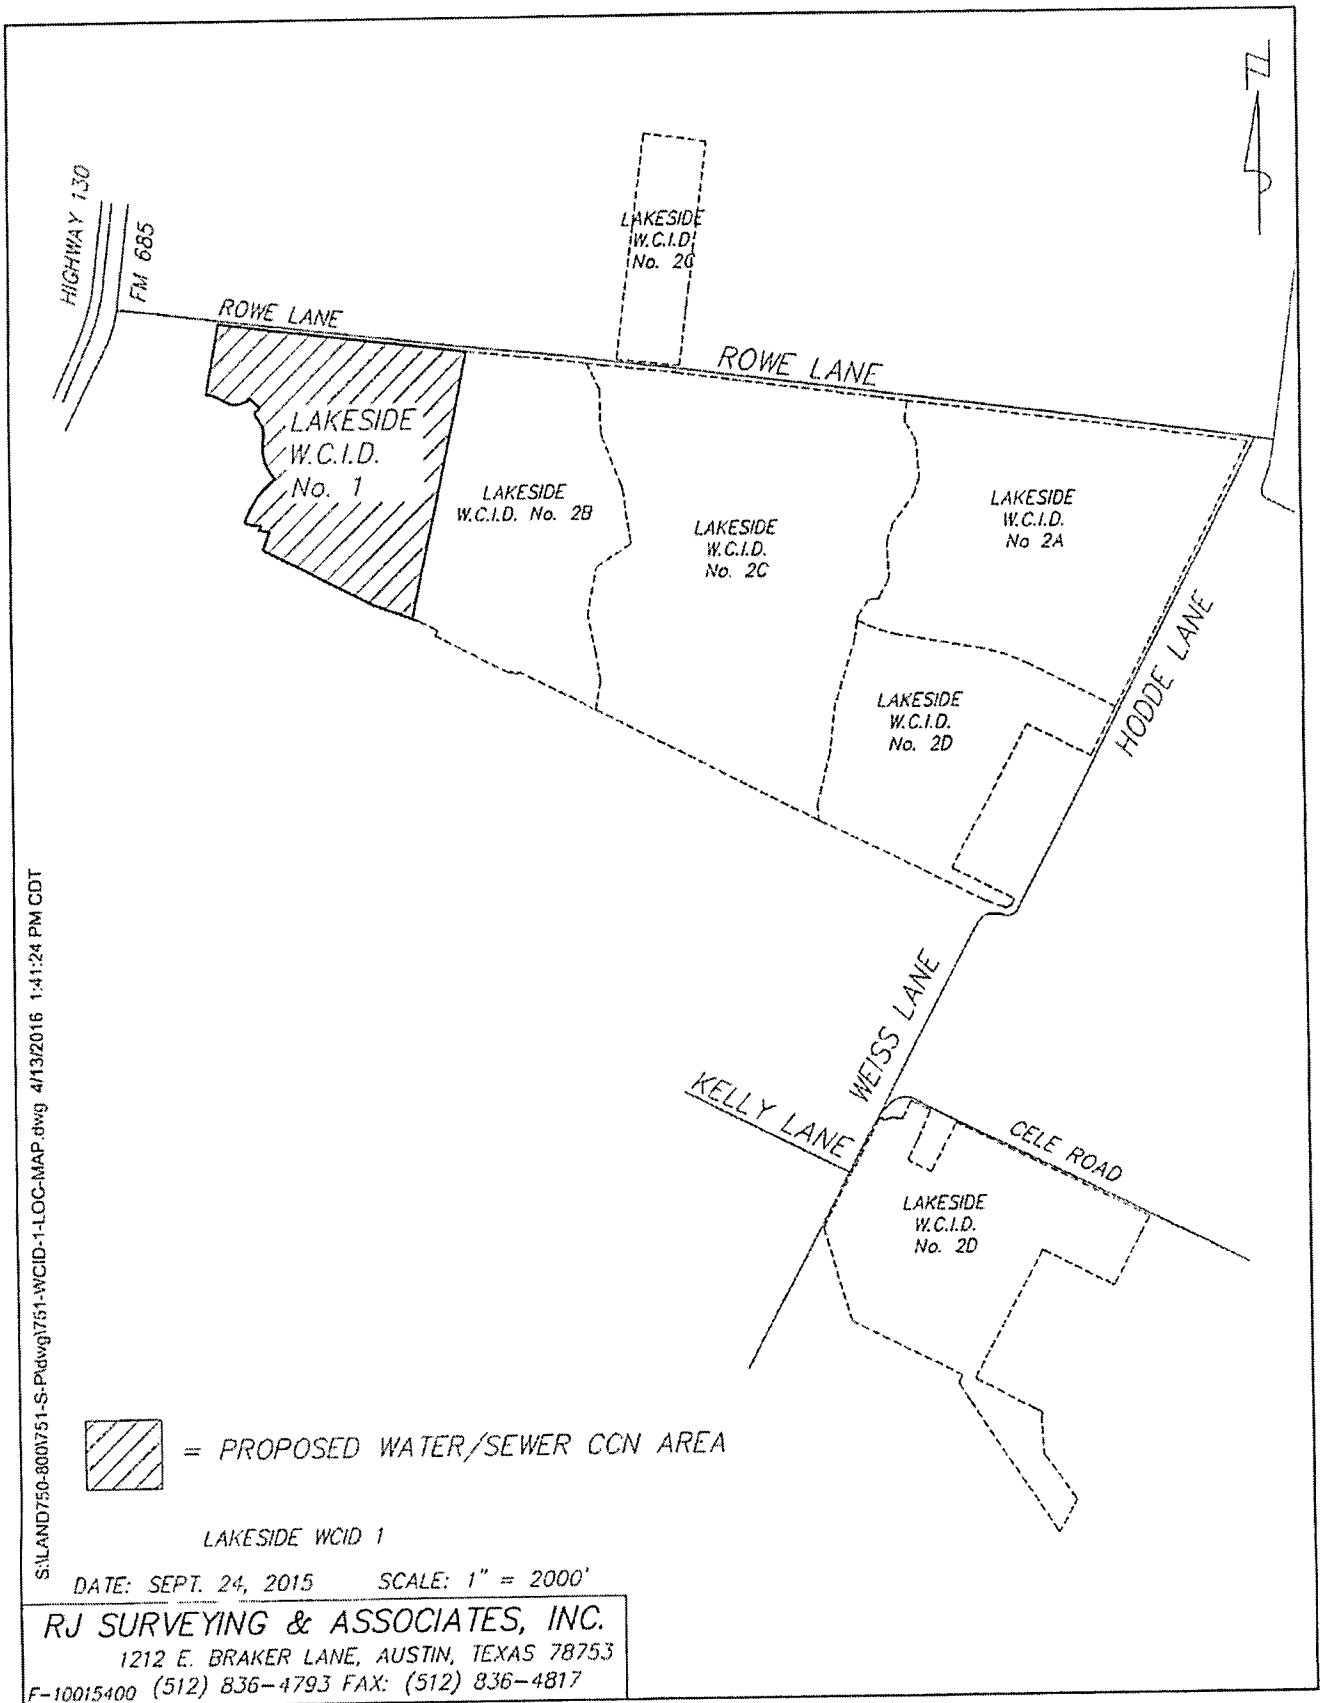 N
HIGHWAY 130
FM 685
LAKESIDE
W.C.I.D.
No. 2C
ROWE LANE
ROWE LANE
LAKESIDE
W.C.I.D.
No. 1
LAKESIDE
W.C.I.D. No. 2B
LAKESIDE
W.C.I.D.
No. 2C
LAKESIDE
W.C.I.D.
No 2A
HODDE LANE
LAKESIDE
W.C.I.D.
No. 2D
WEISS LANE
KELLY LANE
CELE ROAD
LAKESIDE
W.C.I.D.
No. 2D
S:\LAND750-800\751-S-P\dwg\751-WCID-1-LOC-MAP.dwg 4/13/2016 1:41:24 PM CDT
= PROPOSED WATER/SEWER CCN AREA
LAKESIDE WCID 1
DATE: SEPT. 24, 2015 SCALE: 1" = 2000'
RJ SURVEYING & ASSOCIATES, INC.
1212 E. BRAKER LANE, AUSTIN, TEXAS 78753
F-10015400 (512) 836-4793 FAX: (512) 836-4817